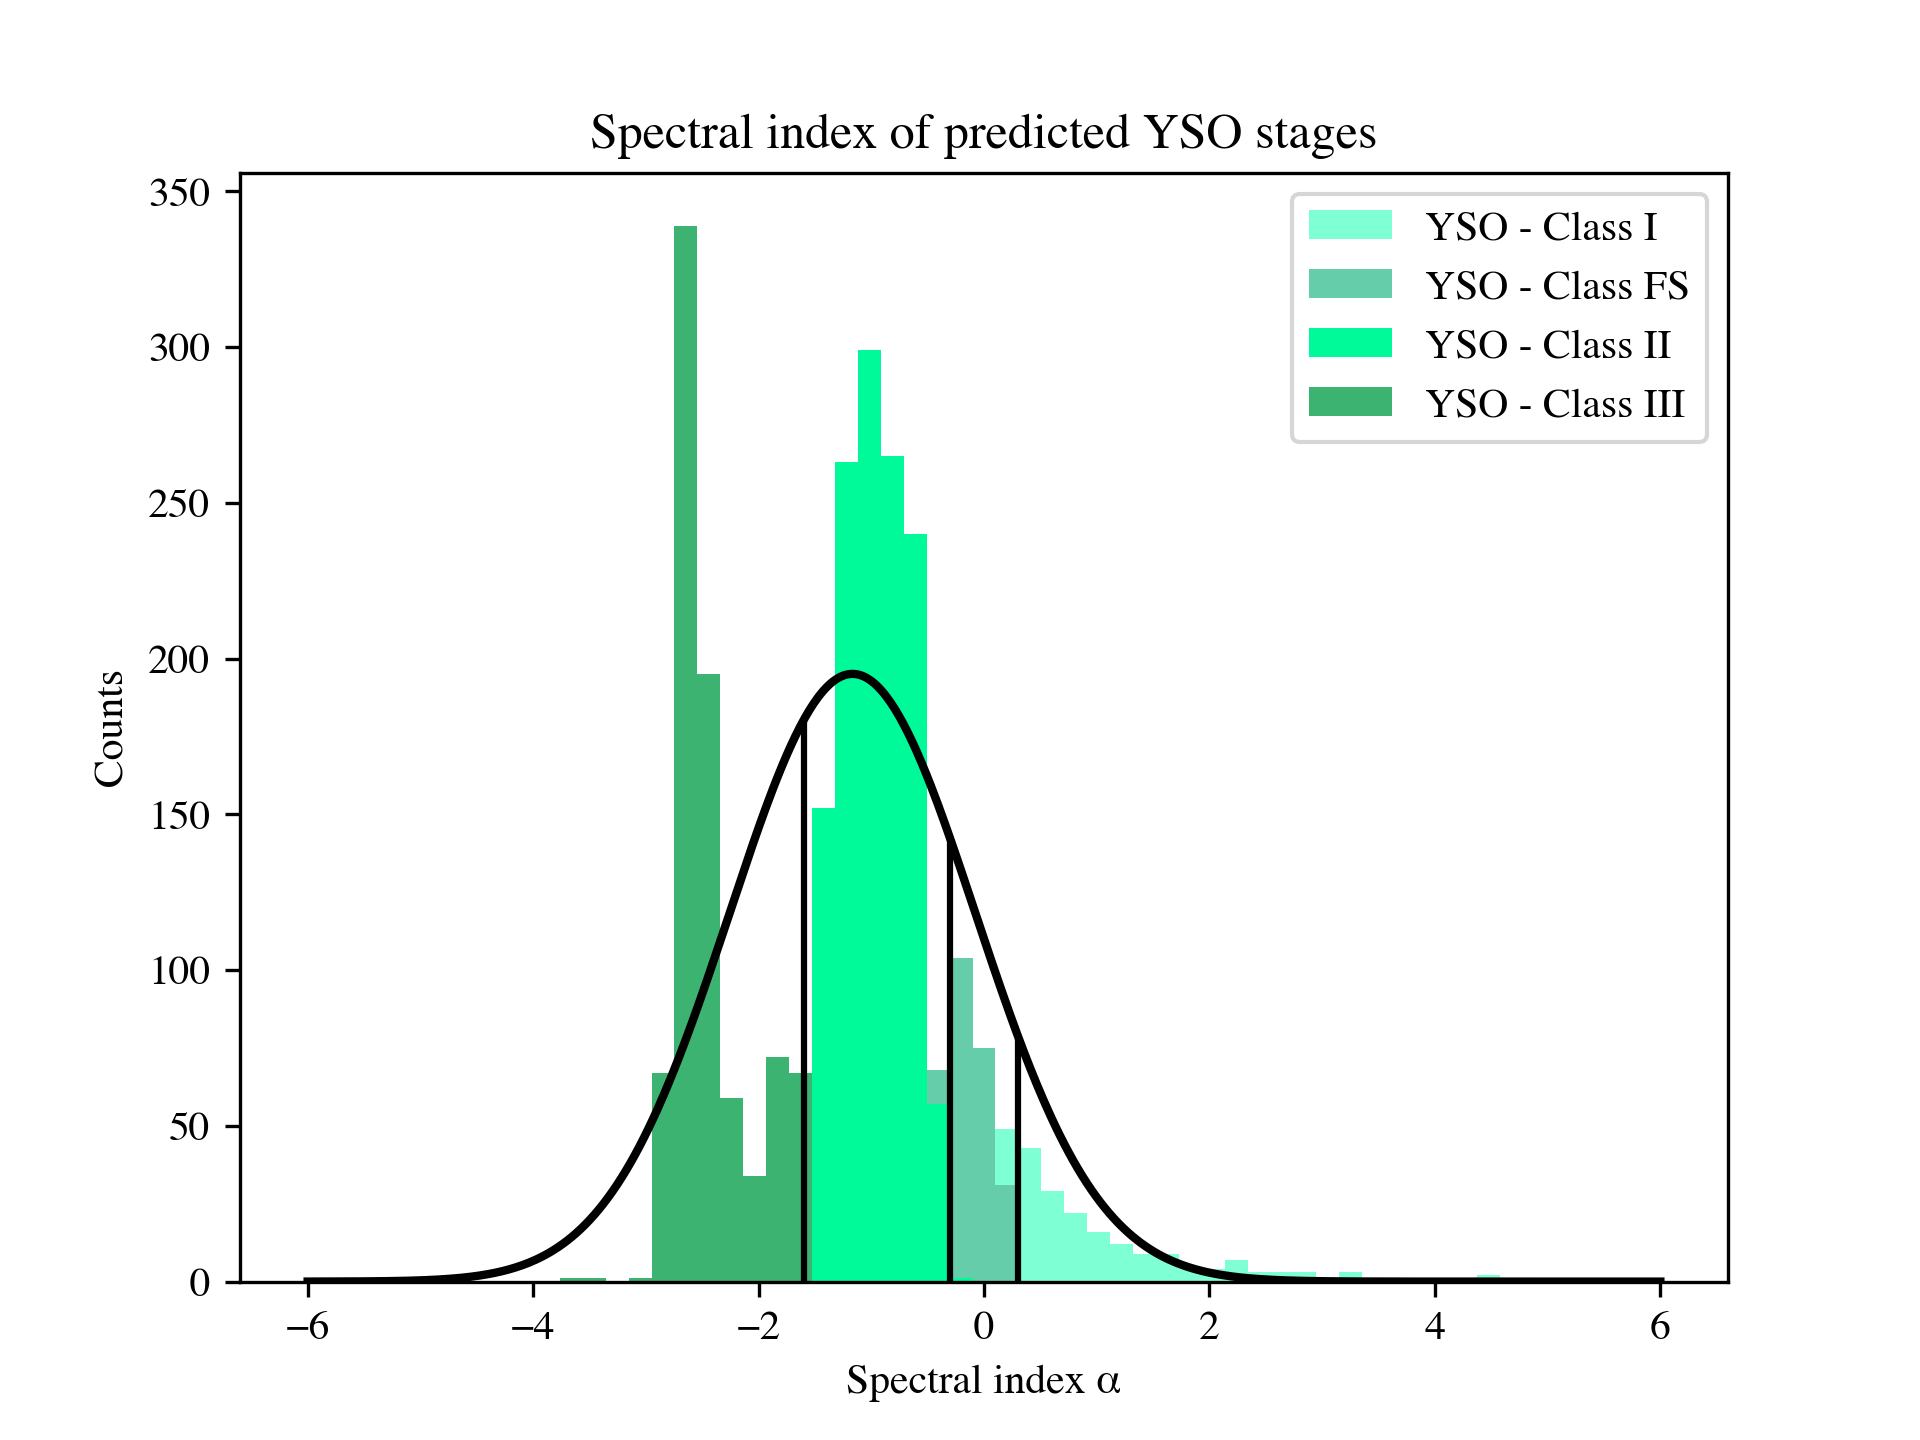 Spectral index of predicted YSO stages
350
300
250
200
150
100
50
0
Counts
YSO - Class I
YSO - Class FS
YSO - Class II
YSO - Class III
−6 −4 −2 0 2 4 6
Spectral index α